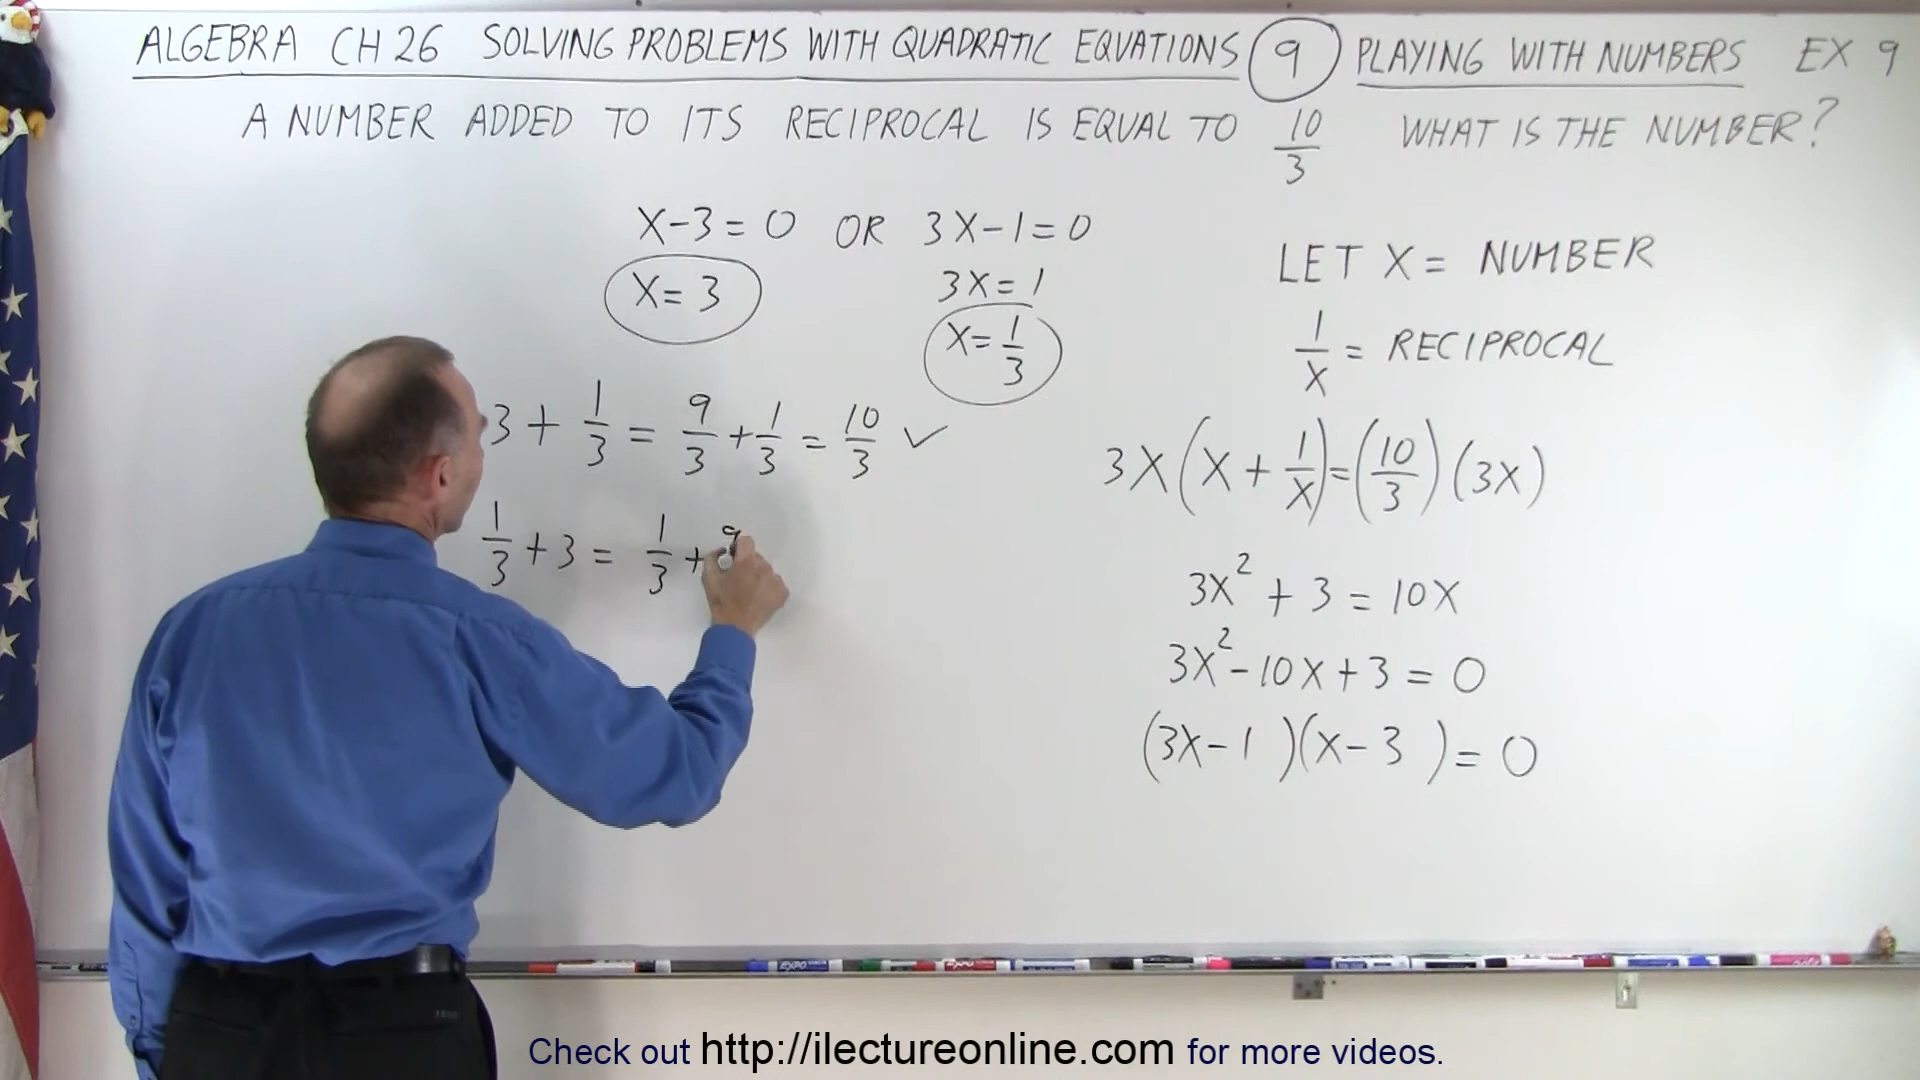 ALGEBRA CH 26 SOLVING PROBLEMS WITH QUADRATIC EQUATIONS 9 PLAYING WITH NUMBERS EX 9
A NUMBER ADDED TO ITS RECIPROCAL IS EQUAL TO 10/3 WHAT IS THE NUMBER?
X-3=0 OR 3X-1=0
X=3 3X=1
X=1/3
3+1/3=9/3+1/3=10/3 ✓
1/3+3=1/3+9
LET X= NUMBER
1/X = RECIPROCAL
3X(X+1/X)=(10/3)(3X)
3X²+3=10X
3X²-10X+3=0
(3X-1)(X-3)=0
Check out http://ilectureonline.com for more videos.